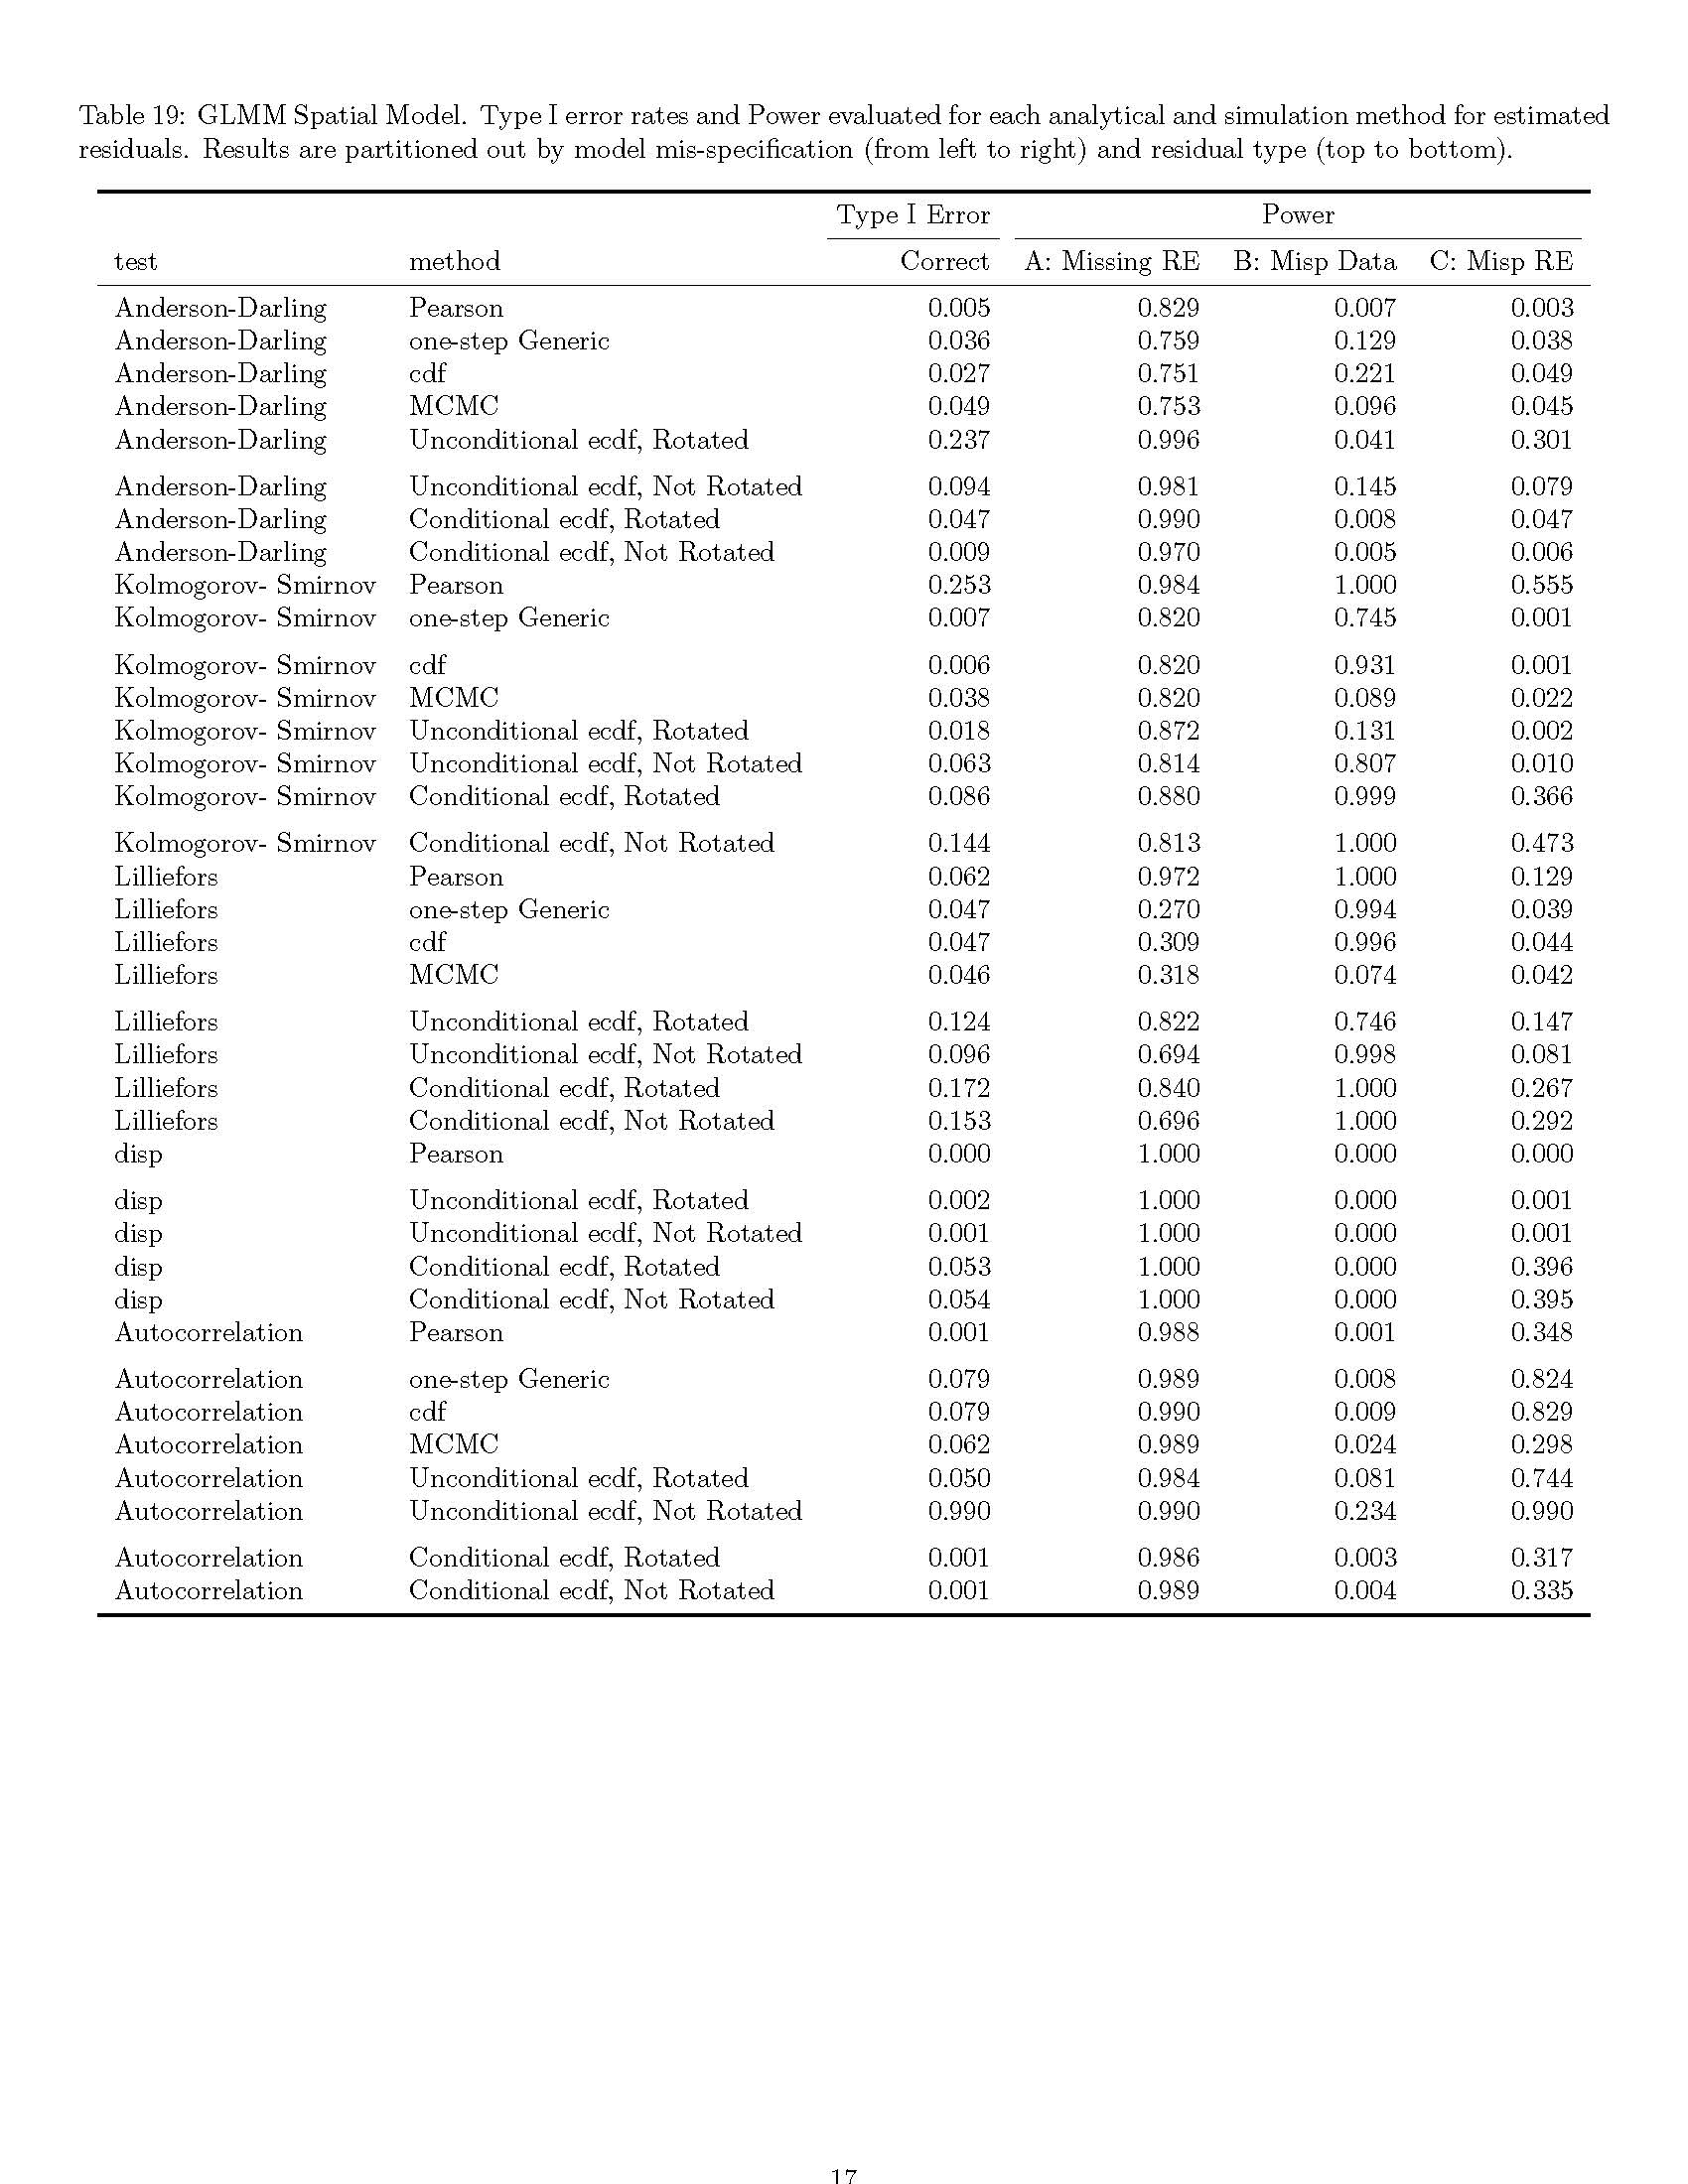 Table 19: GLMM Spatial Model. Type I error rates and Power evaluated for each analytical and simulation method for estimated
residuals. Results are partitioned out by model mis-specification (from left to right) and residual type (top to bottom).
Type I Error Power
test method Correct A: Missing RE B: Misp Data C: Misp RE
Anderson-Darling Pearson 0.005 0.829 0.007 0.003
Anderson-Darling one-step Generic 0.036 0.759 0.129 0.038
Anderson-Darling cdf 0.027 0.751 0.221 0.049
Anderson-Darling MCMC 0.049 0.753 0.096 0.045
Anderson-Darling Unconditional ecdf, Rotated 0.237 0.996 0.041 0.301
Anderson-Darling Unconditional ecdf, Not Rotated 0.094 0.981 0.145 0.079
Anderson-Darling Conditional ecdf, Rotated 0.047 0.990 0.008 0.047
Anderson-Darling Conditional ecdf, Not Rotated 0.009 0.970 0.005 0.006
Kolmogorov- Smirnov Pearson 0.253 0.984 1.000 0.555
Kolmogorov- Smirnov one-step Generic 0.007 0.820 0.745 0.001
Kolmogorov- Smirnov cdf 0.006 0.820 0.931 0.001
Kolmogorov- Smirnov MCMC 0.038 0.820 0.089 0.022
Kolmogorov- Smirnov Unconditional ecdf, Rotated 0.018 0.872 0.131 0.002
Kolmogorov- Smirnov Unconditional ecdf, Not Rotated 0.063 0.814 0.807 0.010
Kolmogorov- Smirnov Conditional ecdf, Rotated 0.086 0.880 0.999 0.366
Kolmogorov- Smirnov Conditional ecdf, Not Rotated 0.144 0.813 1.000 0.473
Lilliefors Pearson 0.062 0.972 1.000 0.129
Lilliefors one-step Generic 0.047 0.270 0.994 0.039
Lilliefors cdf 0.047 0.309 0.996 0.044
Lilliefors MCMC 0.046 0.318 0.074 0.042
Lilliefors Unconditional ecdf, Rotated 0.124 0.822 0.746 0.147
Lilliefors Unconditional ecdf, Not Rotated 0.096 0.694 0.998 0.081
Lilliefors Conditional ecdf, Rotated 0.172 0.840 1.000 0.267
Lilliefors Conditional ecdf, Not Rotated 0.153 0.696 1.000 0.292
disp Pearson 0.000 1.000 0.000 0.000
disp Unconditional ecdf, Rotated 0.002 1.000 0.000 0.001
disp Unconditional ecdf, Not Rotated 0.001 1.000 0.000 0.001
disp Conditional ecdf, Rotated 0.053 1.000 0.000 0.396
disp Conditional ecdf, Not Rotated 0.054 1.000 0.000 0.395
Autocorrelation Pearson 0.001 0.988 0.001 0.348
Autocorrelation one-step Generic 0.079 0.989 0.008 0.824
Autocorrelation cdf 0.079 0.990 0.009 0.829
Autocorrelation MCMC 0.062 0.989 0.024 0.298
Autocorrelation Unconditional ecdf, Rotated 0.050 0.984 0.081 0.744
Autocorrelation Unconditional ecdf, Not Rotated 0.990 0.990 0.234 0.990
Autocorrelation Conditional ecdf, Rotated 0.001 0.986 0.003 0.317
Autocorrelation Conditional ecdf, Not Rotated 0.001 0.989 0.004 0.335
17